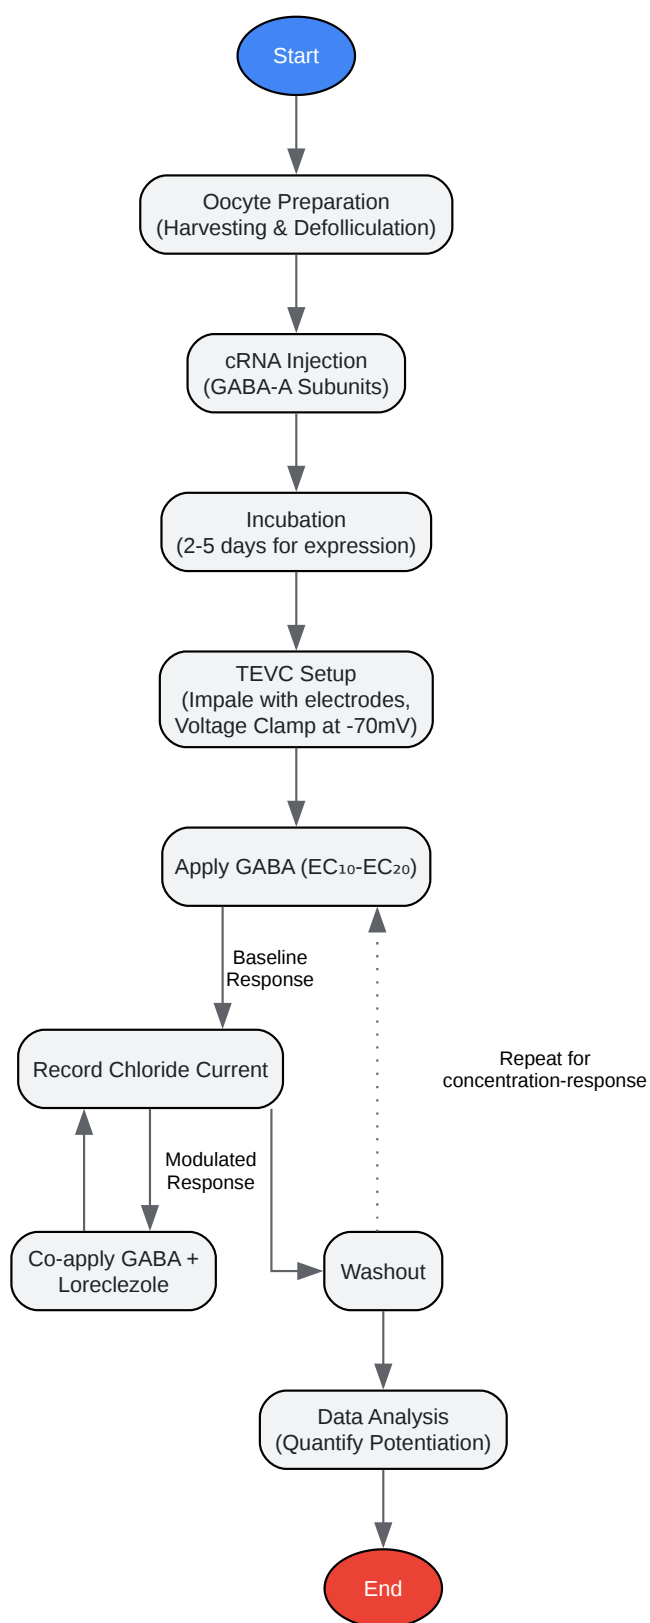 Start
Oocyte Preparation
(Harvesting & Defolliculation)
cRNA Injection
(GABA-A Subunits)
Incubation
(2-5 days for expression)
TEVC Setup
(Impale with electrodes,
Voltage Clamp at -70mV)
Apply GABA (EC₁₀-EC₂₀)
Baseline
Response
Record Chloride Current
Repeat for
concentration-response
Modulated
Response
Co-apply GABA +
Loreclezole
Washout
Data Analysis
(Quantify Potentiation)
End